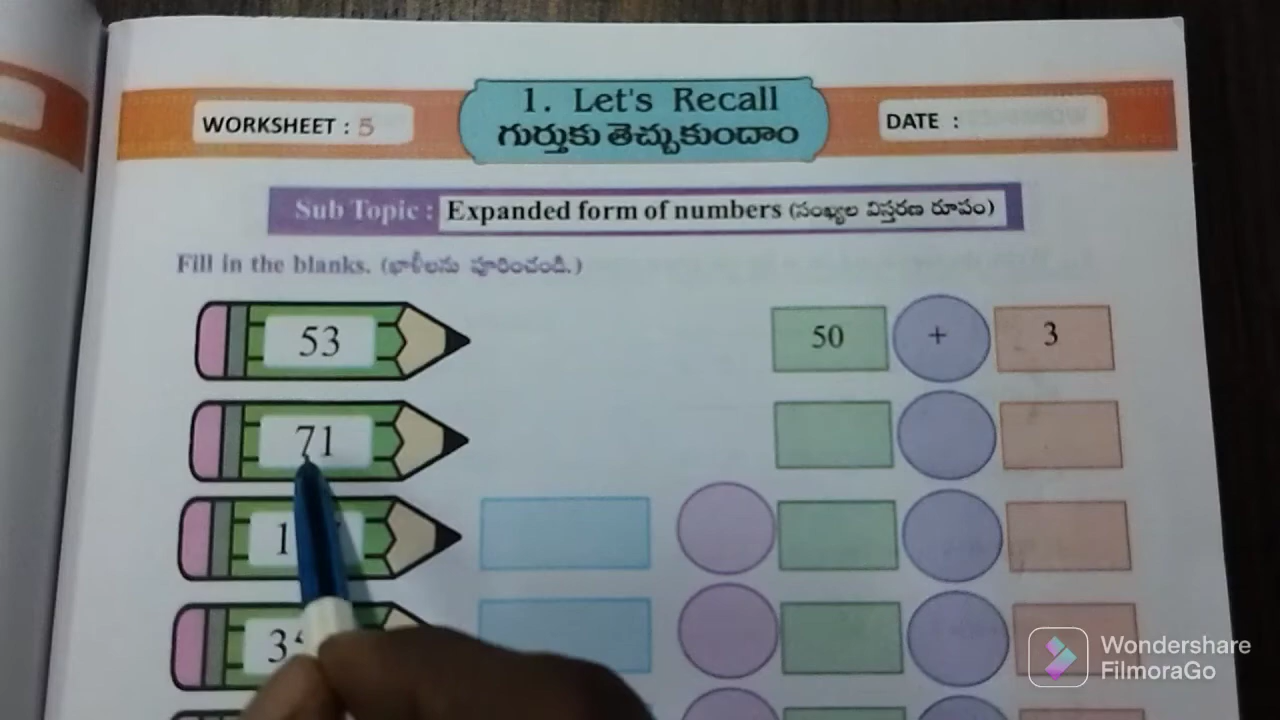 1. Let's Recall
WORKSHEET : 5
గుర్తుకు తెచ్చుకుందాం
DATE :
Sub Topic : Expanded form of numbers (సంఖ్యల విస్తరణ రూపం)
Fill in the blanks. (ఖాళీలను పూరించండి.)
53 50 + 3
71
Wondershare
FilmoraGo